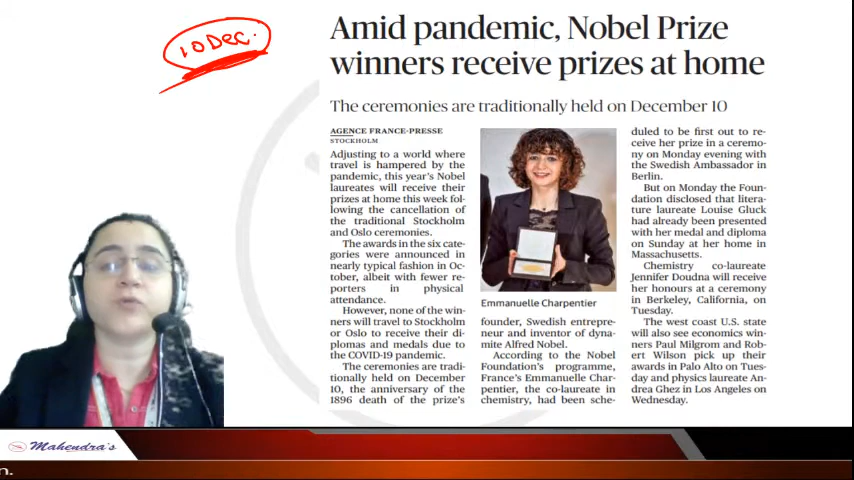 10 Dec.
Amid pandemic, Nobel Prize
winners receive prizes at home
The ceremonies are traditionally held on December 10
AGENCE FRANCE-PRESSE
STOCKHOLM
Adjusting to a world where
travel is hampered by the
pandemic, this year's Nobel
laureates will receive their
prizes at home this week fol-
lowing the cancellation of
the traditional Stockholm
and Oslo ceremonies.
The awards in the six cate-
gories were announced in
nearly typical fashion in Oc-
tober, albeit with fewer re-
porters in physical
attendance.
However, none of the win-
ners will travel to Stockholm
or Oslo to receive their di-
plomas and medals due to
the COVID-19 pandemic.
The ceremonies are tradi-
tionally held on December
10, the anniversary of the
1896 death of the prize's
Emmanuelle Charpentier
founder, Swedish entrepre-
neur and inventor of dyna-
mite Alfred Nobel.
According to the Nobel
Foundation's programme,
France's Emmanuelle Char-
pentier, the co-laureate in
chemistry, had been sche-
duled to be first out to re-
ceive her prize in a ceremo-
ny on Monday evening with
the Swedish Ambassador in
Berlin.
But on Monday the Foun-
dation disclosed that litera-
ture laureate Louise Gluck
had already been presented
with her medal and diploma
on Sunday at her home in
Massachusetts.
Chemistry co-laureate
Jennifer Doudna will receive
her honours at a ceremony
in Berkeley, California, on
Tuesday.
The west coast U.S. state
will also see economics win-
ners Paul Milgrom and Rob-
ert Wilson pick up their
awards in Palo Alto on Tues-
day and physics laureate An-
drea Ghez in Los Angeles on
Wednesday.
Mahendra's
n.